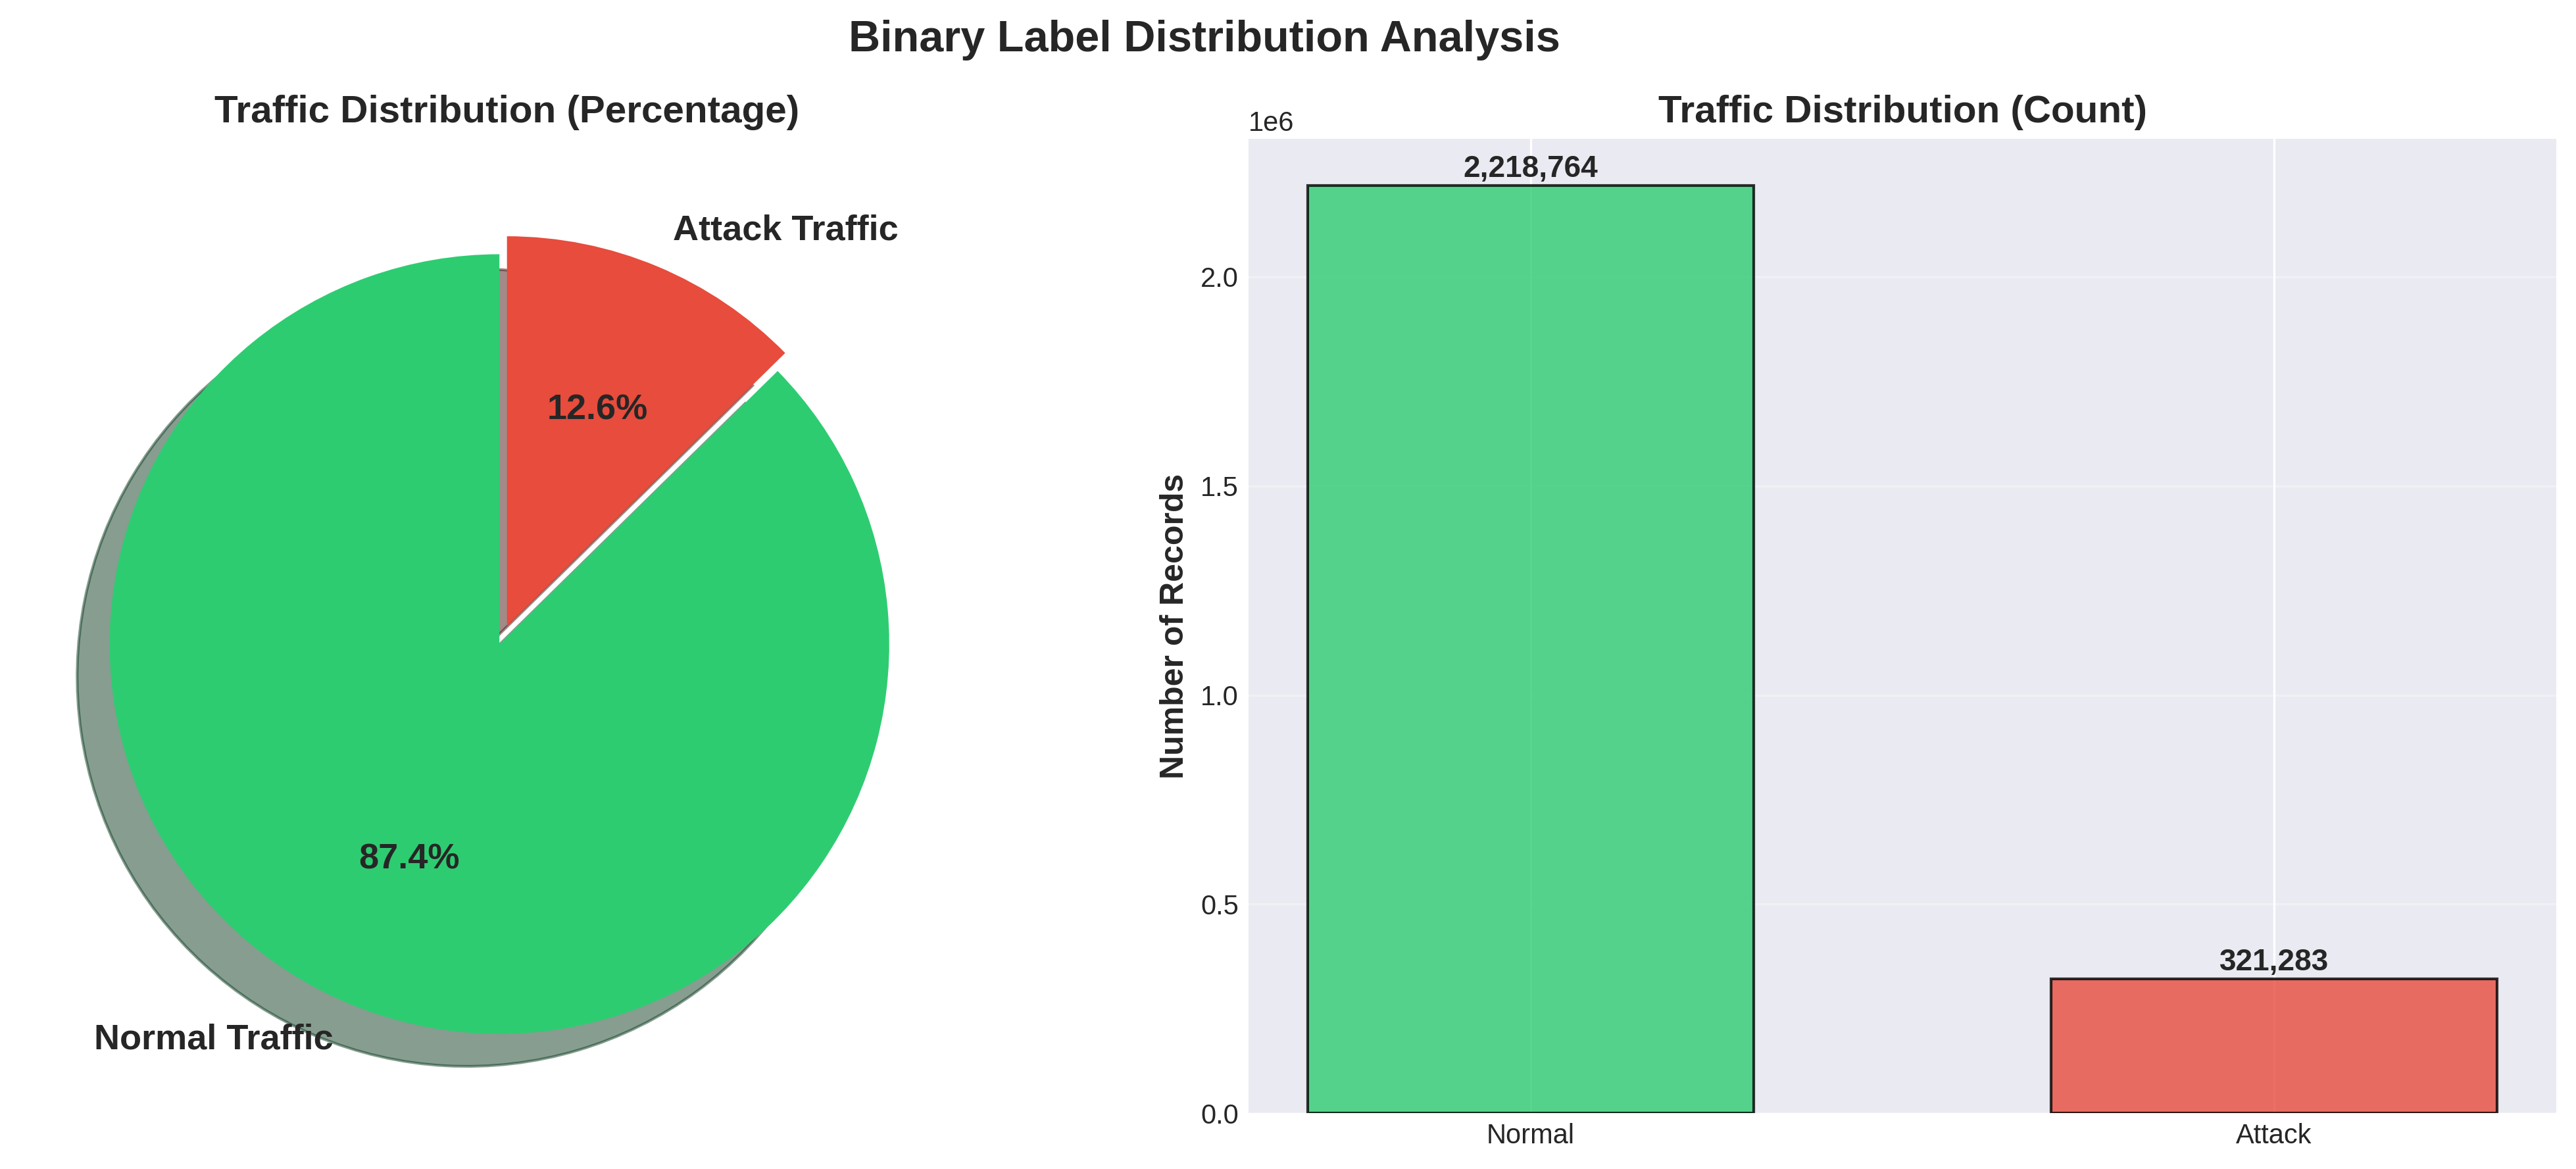 Binary Label Distribution Analysis
Traffic Distribution (Percentage)
Attack Traffic
12.6%
87.4%
Normal Traffic
Traffic Distribution (Count)
1e6
2,218,764
2.0
1.5
1.0
0.5
0.0
Number of Records
321,283
Normal
Attack